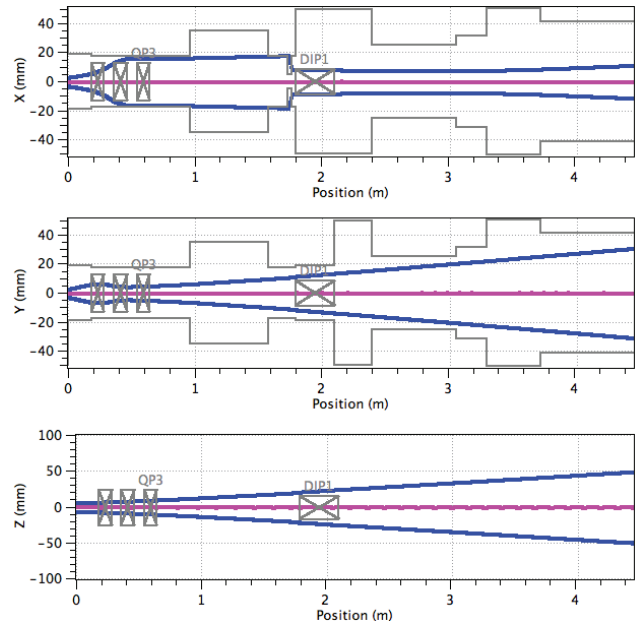 40
20
0
−20
−40
X (mm)
QP3
DIP1
0 1 2 3 4
Position (m)
40
20
0
−20
−40
Y (mm)
QP3
DIP1
0 1 2 3 4
Position (m)
100
50
0
−50
−100
Z (mm)
QP3
DIP1
0 1 2 3 4
Position (m)